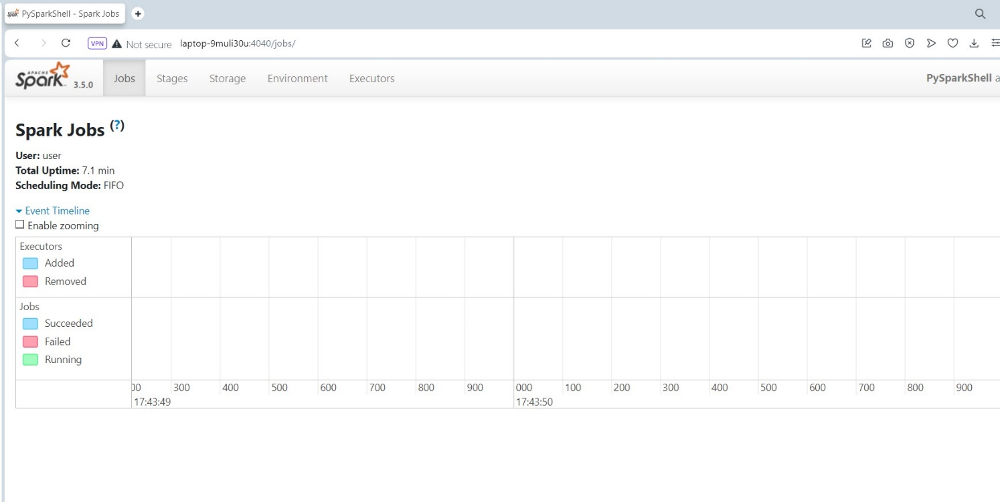 Spark PySparkShell - Spark Jobs
VPN Not secure laptop-9muli30u:4040/jobs/
APACHE Spark 3.5.0 Jobs Stages Storage Environment Executors PySparkShell a
Spark Jobs (?)
User: user
Total Uptime: 7.1 min
Scheduling Mode: FIFO
Event Timeline
Enable zooming
Executors
Added
Removed
Jobs
Succeeded
Failed
Running
00 300 400 500 600 700 800 900 000 100 200 300 400 500 600 700 800 900
17:43:49 17:43:50